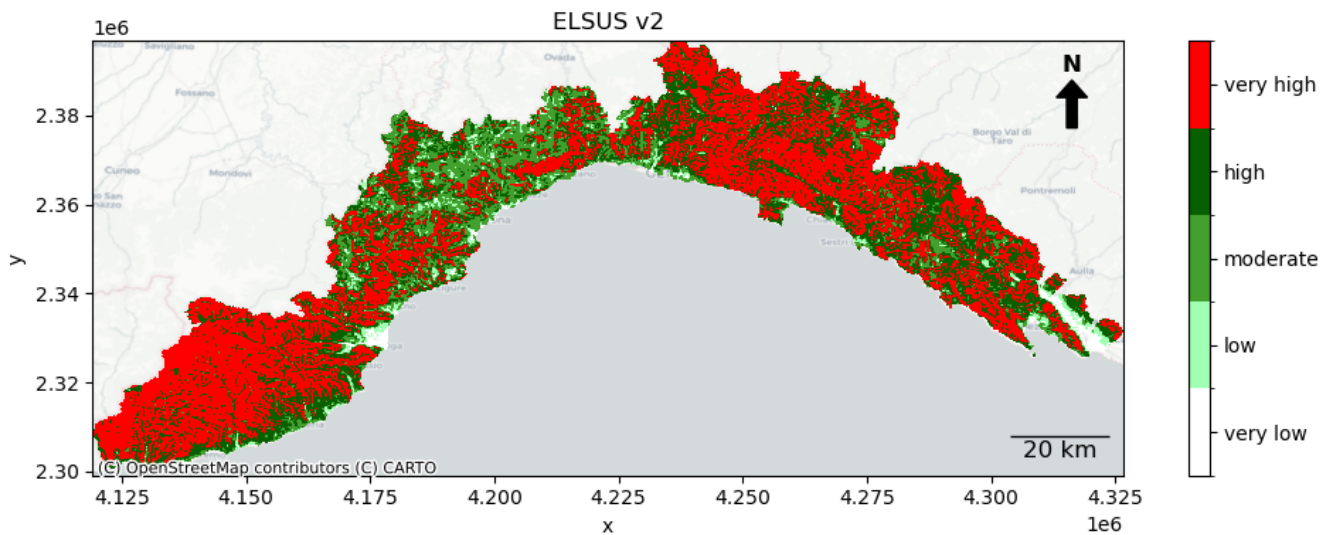 ELSUS v2
1e6
Savigliano
Ovada
N
very high
2.38
Fossano
Borgo Val di
Taro
high
Cuneo
Mondovì
Pontremoli
2.36
y
moderate
Aulla
2.34
low
2.32
20 km
very low
2.30
(C) OpenStreetMap contributors (C) CARTO
4.125
4.150
4.175
4.200
4.225
4.250
4.275
4.300
4.325
x
1e6